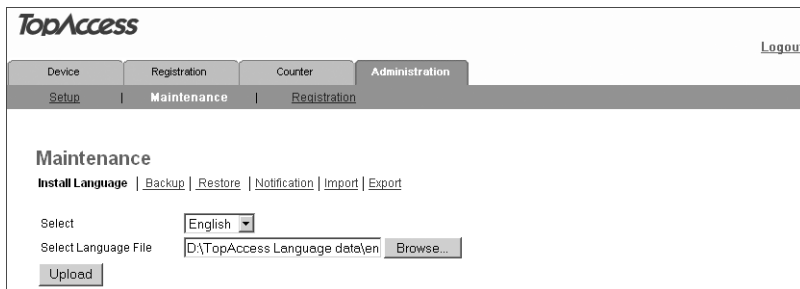 TopAccess
Logout
Device Registration Counter Administration
Setup | Maintenance | Registration
Maintenance
Install Language | Backup | Restore | Notification | Import | Export
Select English
Select Language File D:\TopAccess Language data\en Browse...
Upload